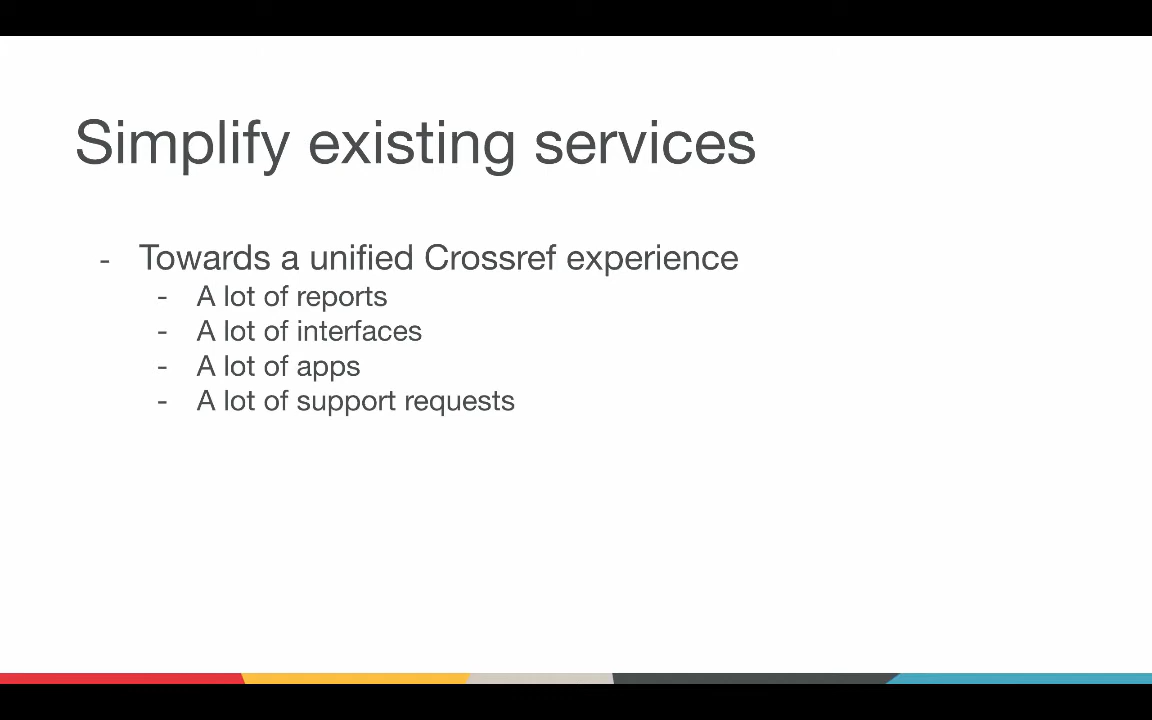 Simplify existing services
- Towards a unified Crossref experience
- A lot of reports
- A lot of interfaces
- A lot of apps
- A lot of support requests